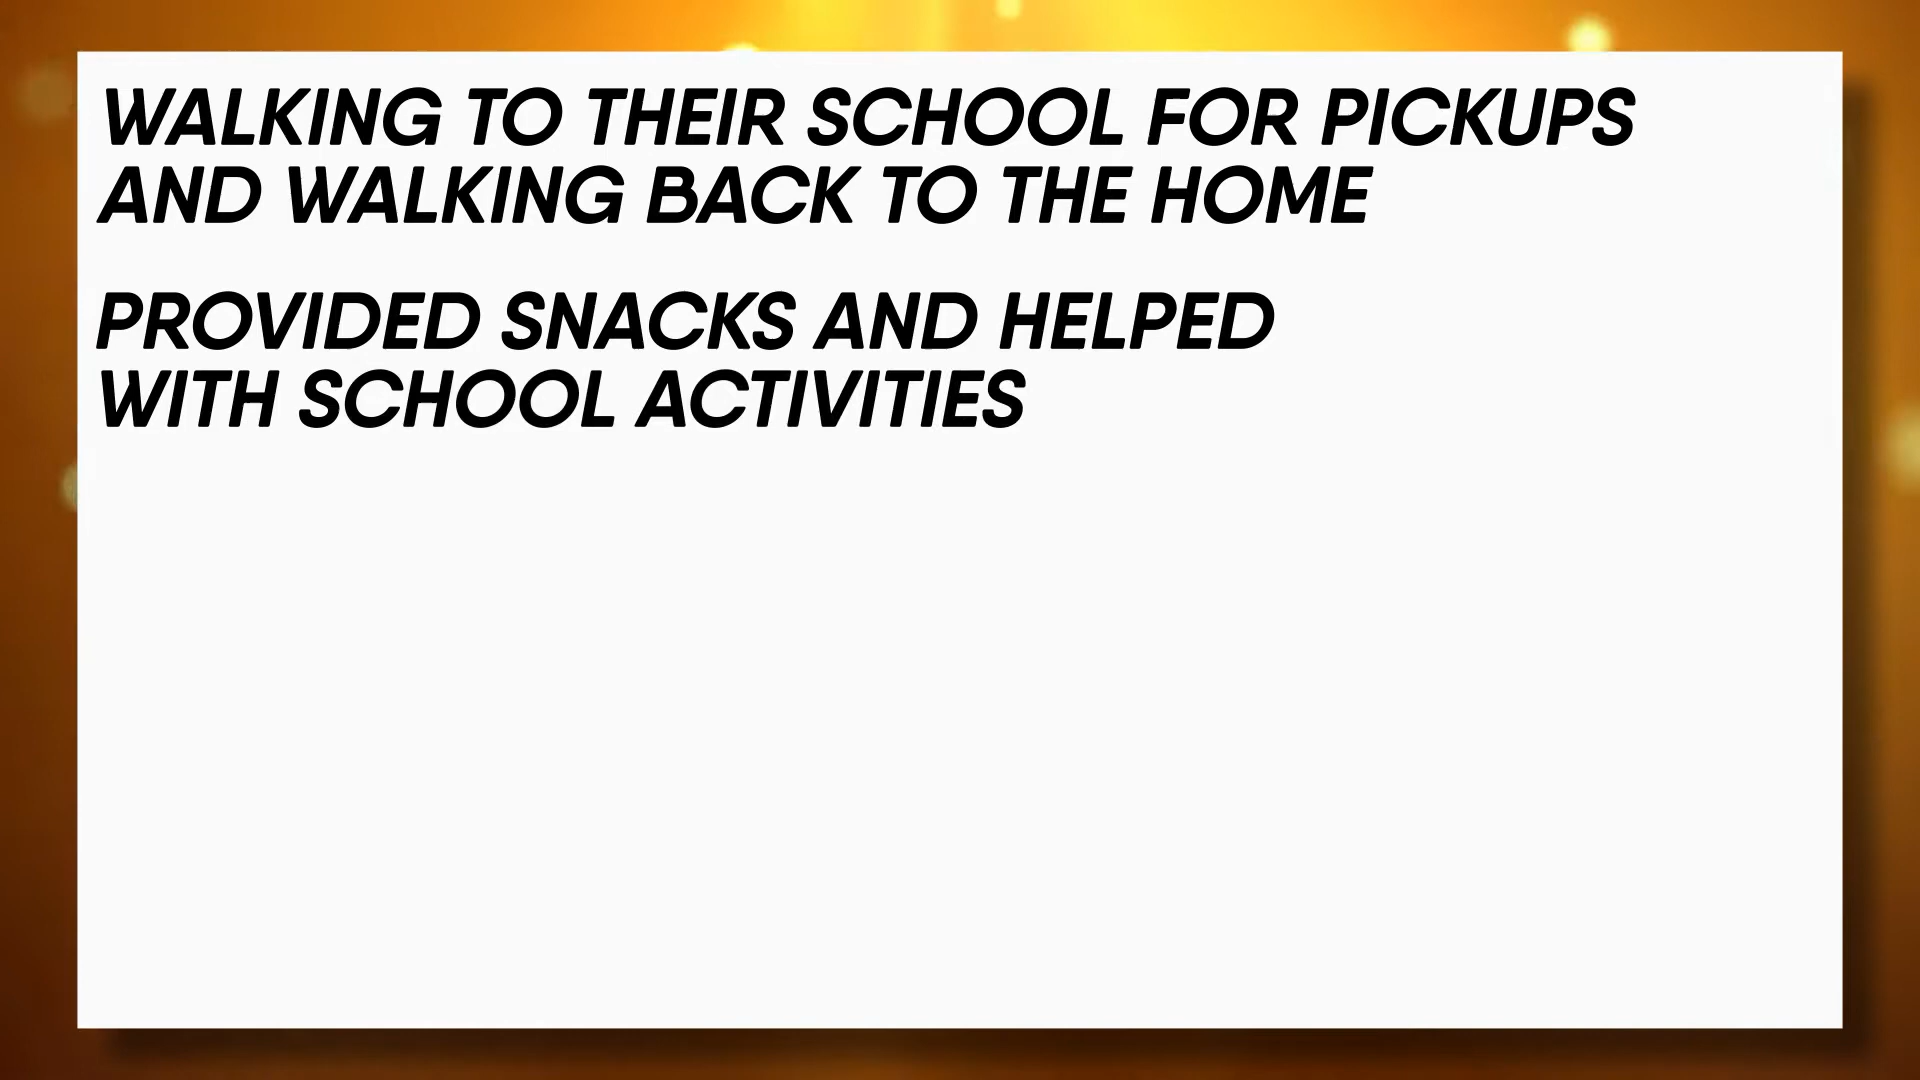 WALKING TO THEIR SCHOOL FOR PICKUPS
AND WALKING BACK TO THE HOME
PROVIDED SNACKS AND HELPED
WITH SCHOOL ACTIVITIES